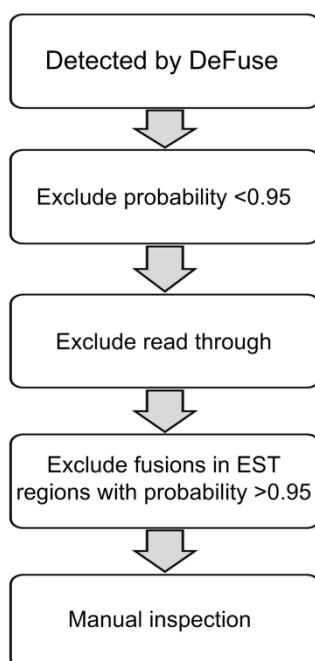 Detected by DeFuse
Exclude probability <0.95
Exclude read through
Exclude fusions in EST
regions with probability >0.95
Manual inspection